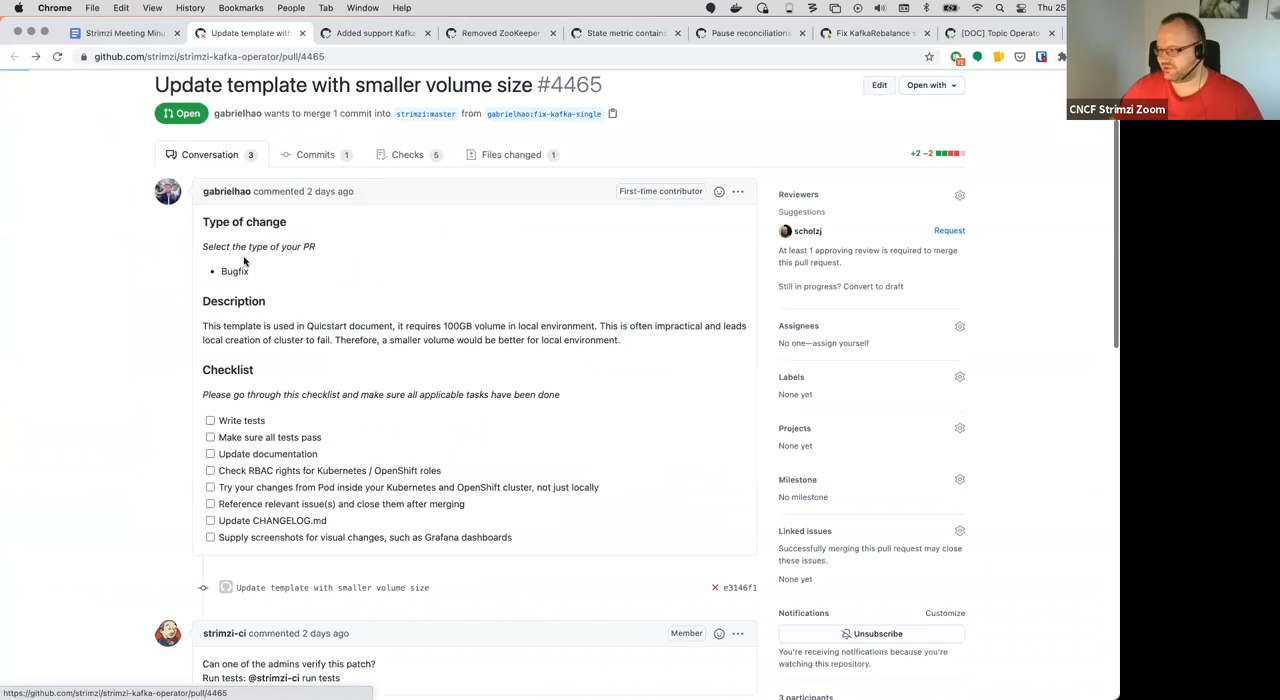 Chrome File Edit View History Bookmarks People Tab Window Help Thu 25
Strimzi Meeting Minu
Update template with
Added support Kafka
Removed ZooKeeper
State metric contains
Pause reconciliations
Fix KafkaRebalance s
[DOC] Topic Operato
github.com/strimzi/strimzi-kafka-operator/pull/4465
CNCF Strimzi Zoom
Update template with smaller volume size #4465
Edit
Open with
Open
gabrielhao wants to merge 1 commit into strimzi:master from gabrielhao:fix-kafka-single
Conversation 3
Commits 1
Checks 5
Files changed 1
+2 −2
gabrielhao commented 2 days ago
First-time contributor
Type of change
Select the type of your PR
• Bugfix
Description
This template is used in Quicstart document, it requires 100GB volume in local environment. This is often impractical and leads
local creation of cluster to fail. Therefore, a smaller volume would be better for local environment.
Checklist
Please go through this checklist and make sure all applicable tasks have been done
Write tests
Make sure all tests pass
Update documentation
Check RBAC rights for Kubernetes / OpenShift roles
Try your changes from Pod inside your Kubernetes and OpenShift cluster, not just locally
Reference relevant issue(s) and close them after merging
Update CHANGELOG.md
Supply screenshots for visual changes, such as Grafana dashboards
Update template with smaller volume size
e3146f1
strimzi-ci commented 2 days ago
Member
Can one of the admins verify this patch?
Run tests: @strimzi-ci run tests
Reviewers
Suggestions
scholzj
Request
At least 1 approving review is required to merge
this pull request.
Still in progress? Convert to draft
Assignees
No one—assign yourself
Labels
None yet
Projects
None yet
Milestone
No milestone
Linked issues
Successfully merging this pull request may close
these issues.
None yet
Notifications
Customize
Unsubscribe
You're receiving notifications because you're
watching this repository.
3 participants
https://github.com/strimzi/strimzi-kafka-operator/pull/4465